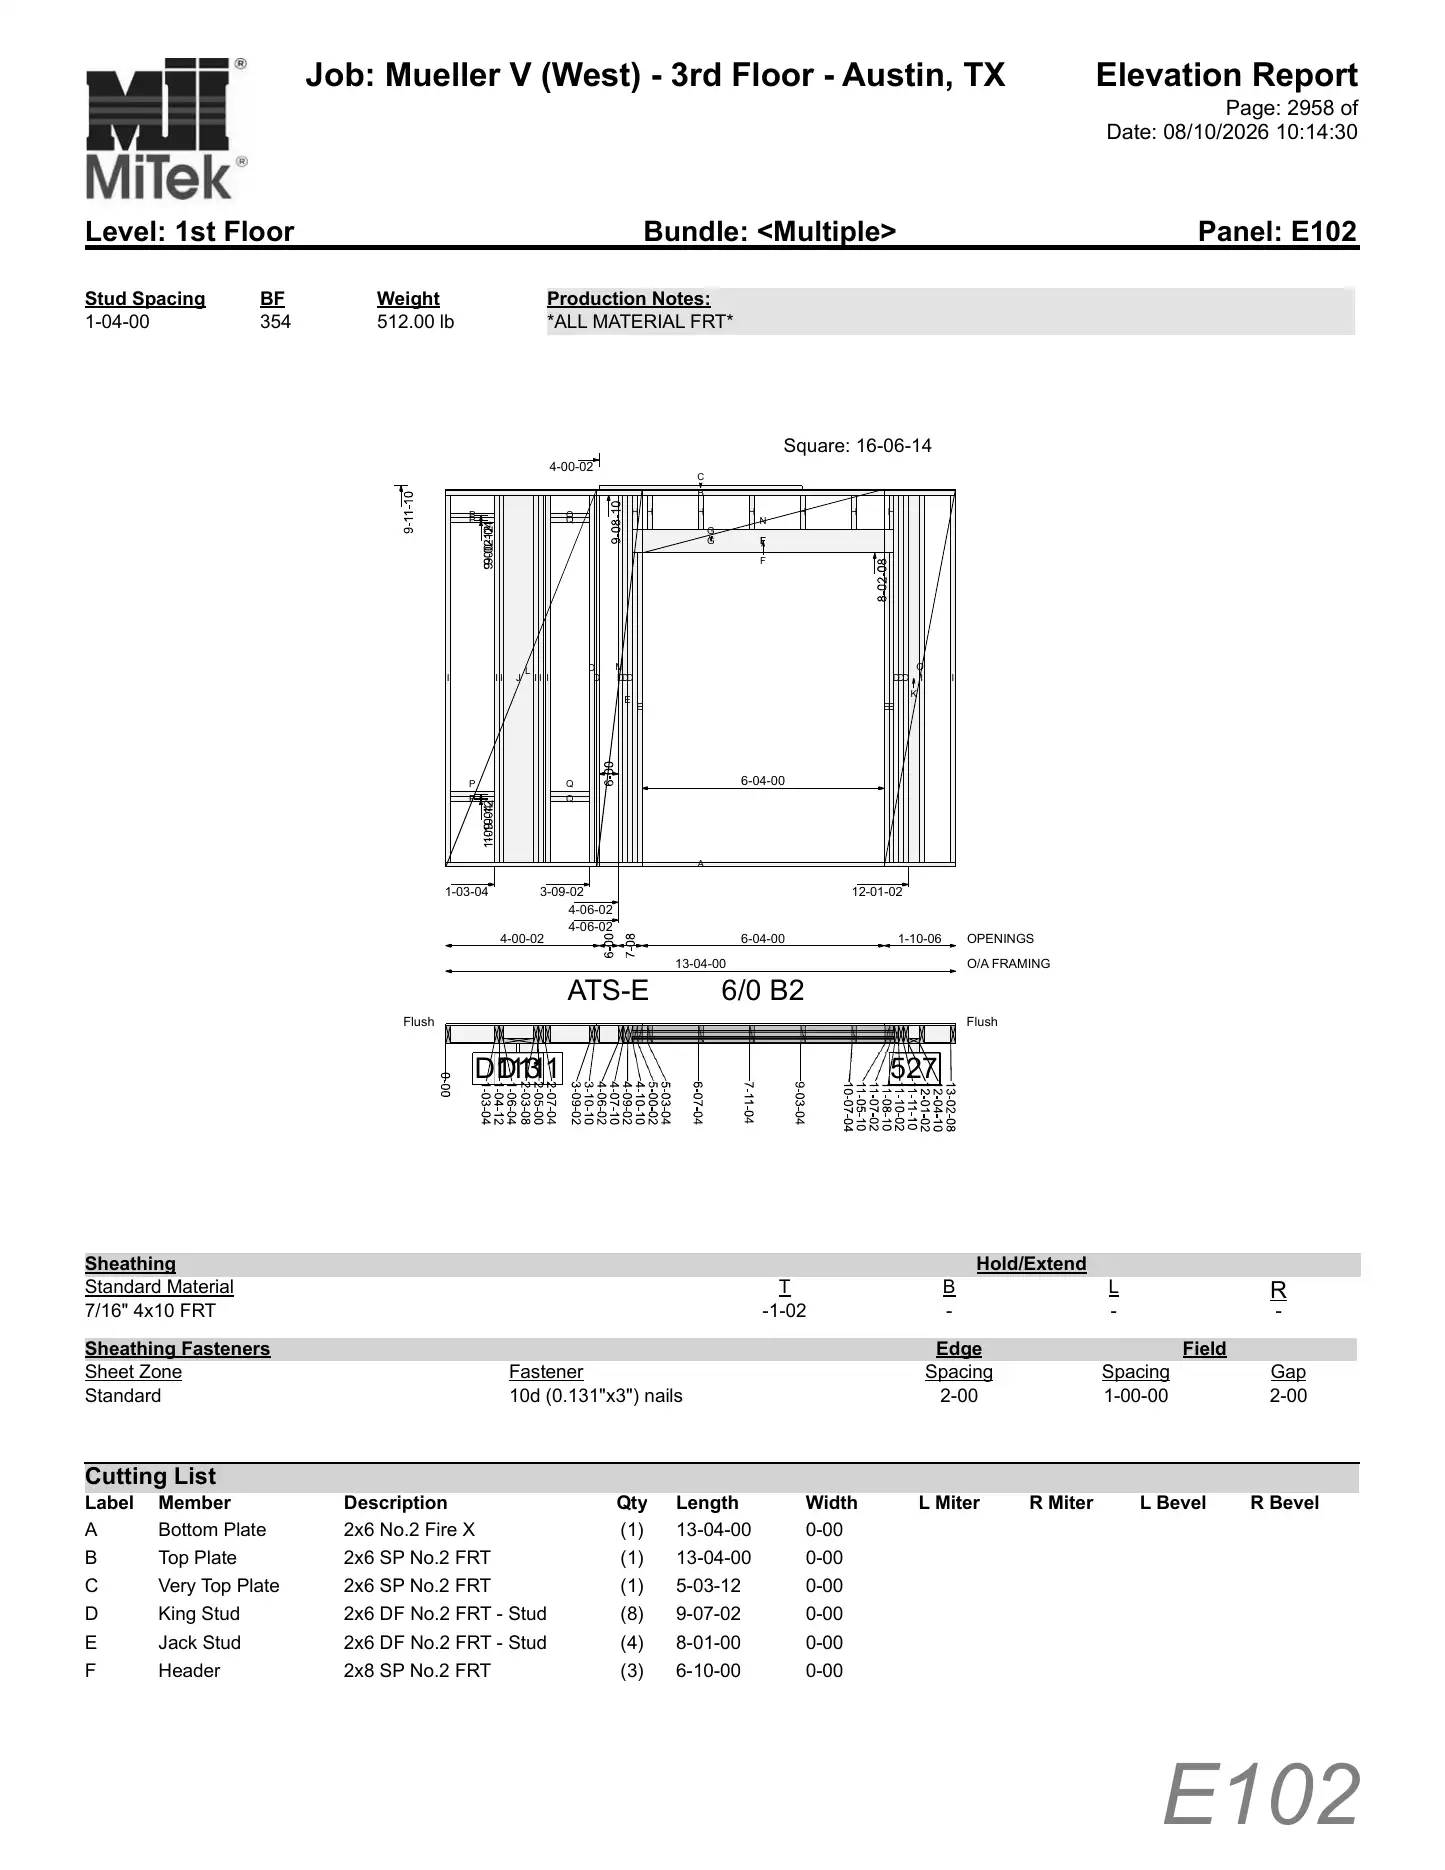 Job: Mueller V (West) - 3rd Floor - Austin, TX
Elevation Report
Page: 2958 of
Date: 08/10/2026 10:14:30
MiTek®
Level: 1st Floor Bundle: <Multiple> Panel: E102
Stud Spacing BF Weight Production Notes:
1-04-00 354 512.00 lb *ALL MATERIAL FRT*
Square: 16-06-14
4-00-02
C
9-11-10
9-08-10
N
G
G
F
F
8-02-08
L
J
E
K
P
Q
6-00
6-04-00
A
1-03-04 3-09-02 12-01-02
4-06-02
4-06-02
4-00-02 6-00 7-08 6-04-00 1-10-06 OPENINGS
13-04-00 O/A FRAMING
ATS-E 6/0 B2
Flush Flush
527
0-00
1-03-04
1-04-12
1-06-04
2-03-08
2-05-00
2-07-04
3-09-02
3-10-10
4-06-02
4-07-10
4-09-02
4-10-10
5-00-02
5-03-04
6-07-04
7-11-04
9-03-04
10-07-04
11-05-10
11-07-02
11-08-10
11-10-02
11-11-10
12-01-02
12-04-10
13-02-08
Sheathing Hold/Extend
Standard Material T B L R
7/16" 4x10 FRT -1-02 - - -
Sheathing Fasteners Edge Field
Sheet Zone Fastener Spacing Spacing Gap
Standard 10d (0.131"x3") nails 2-00 1-00-00 2-00
Cutting List
Label Member Description Qty Length Width L Miter R Miter L Bevel R Bevel
A Bottom Plate 2x6 No.2 Fire X (1) 13-04-00 0-00
B Top Plate 2x6 SP No.2 FRT (1) 13-04-00 0-00
C Very Top Plate 2x6 SP No.2 FRT (1) 5-03-12 0-00
D King Stud 2x6 DF No.2 FRT - Stud (8) 9-07-02 0-00
E Jack Stud 2x6 DF No.2 FRT - Stud (4) 8-01-00 0-00
F Header 2x8 SP No.2 FRT (3) 6-10-00 0-00
E102